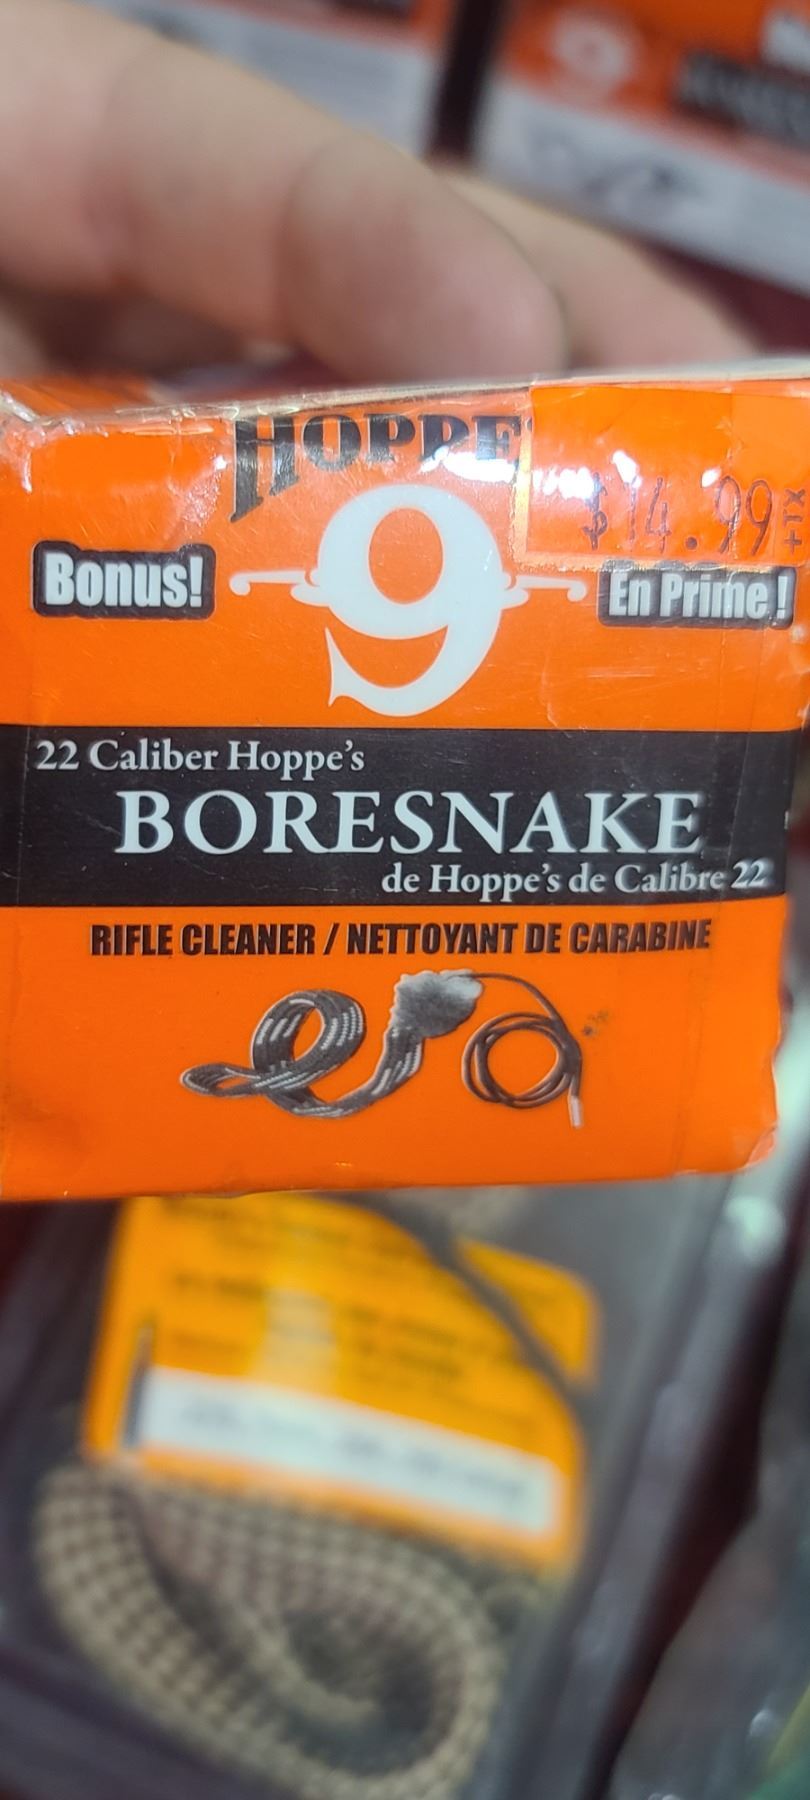 HOPPE
$14.99 +TX
9
Bonus!
En Prime!
22 Caliber Hoppe's
BORESNAKE
de Hoppe's de Calibre 22
RIFLE CLEANER / NETTOYANT DE CARABINE